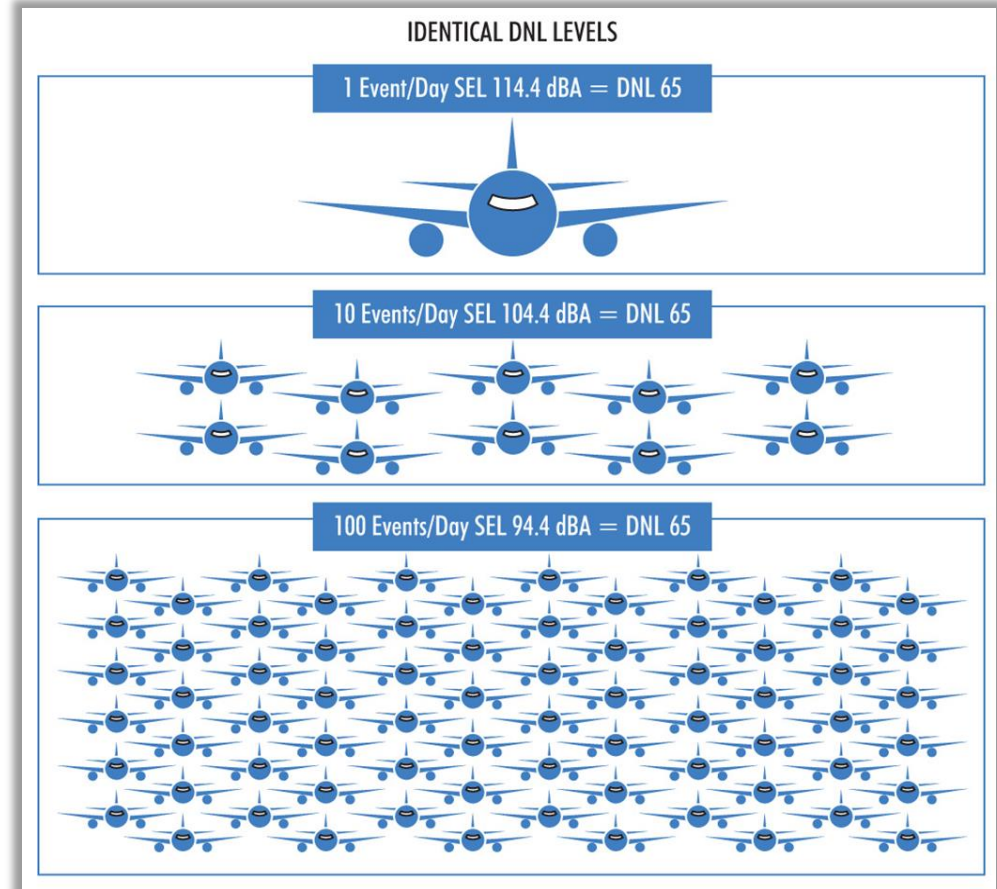 IDENTICAL DNL LEVELS
1 Event/Day SEL 114.4 dBA = DNL 65
10 Events/Day SEL 104.4 dBA = DNL 65
100 Events/Day SEL 94.4 dBA = DNL 65